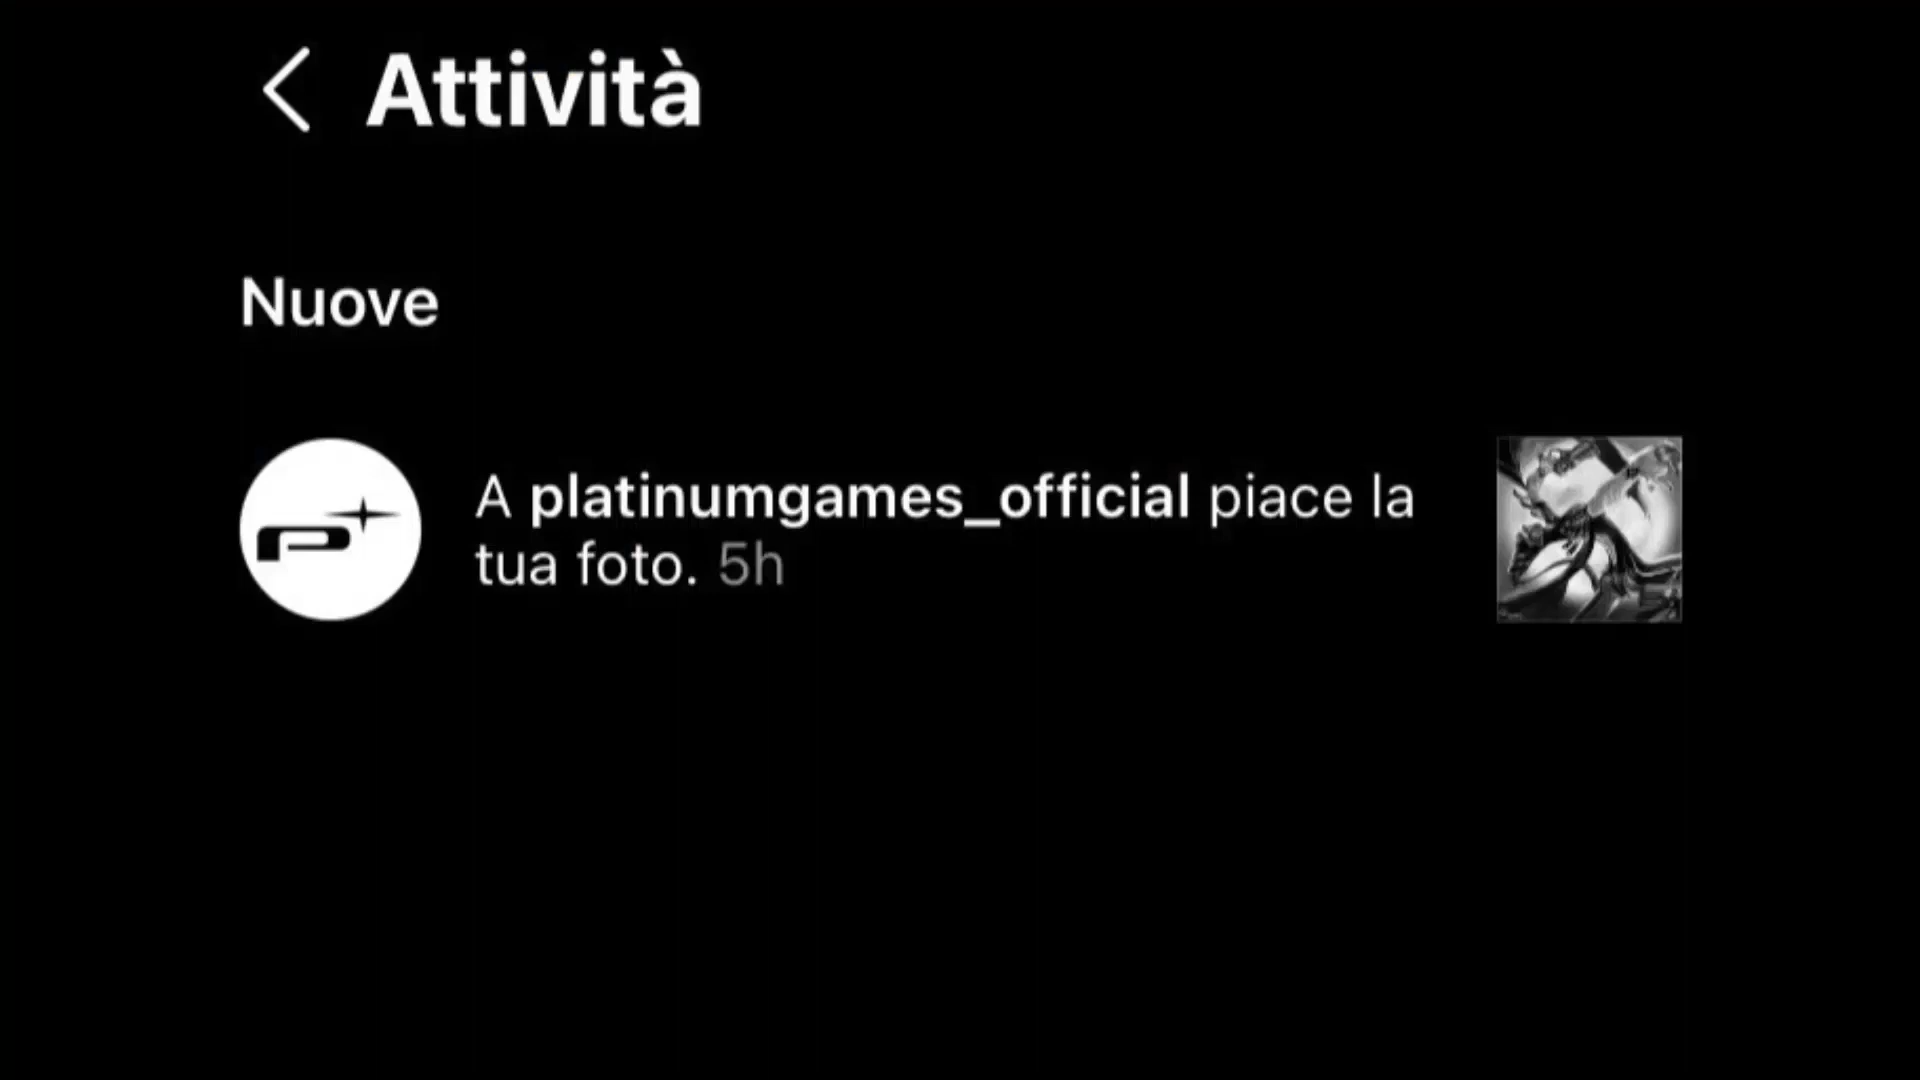 Attività
Nuove
A platinumgames_official piace la
tua foto. 5h